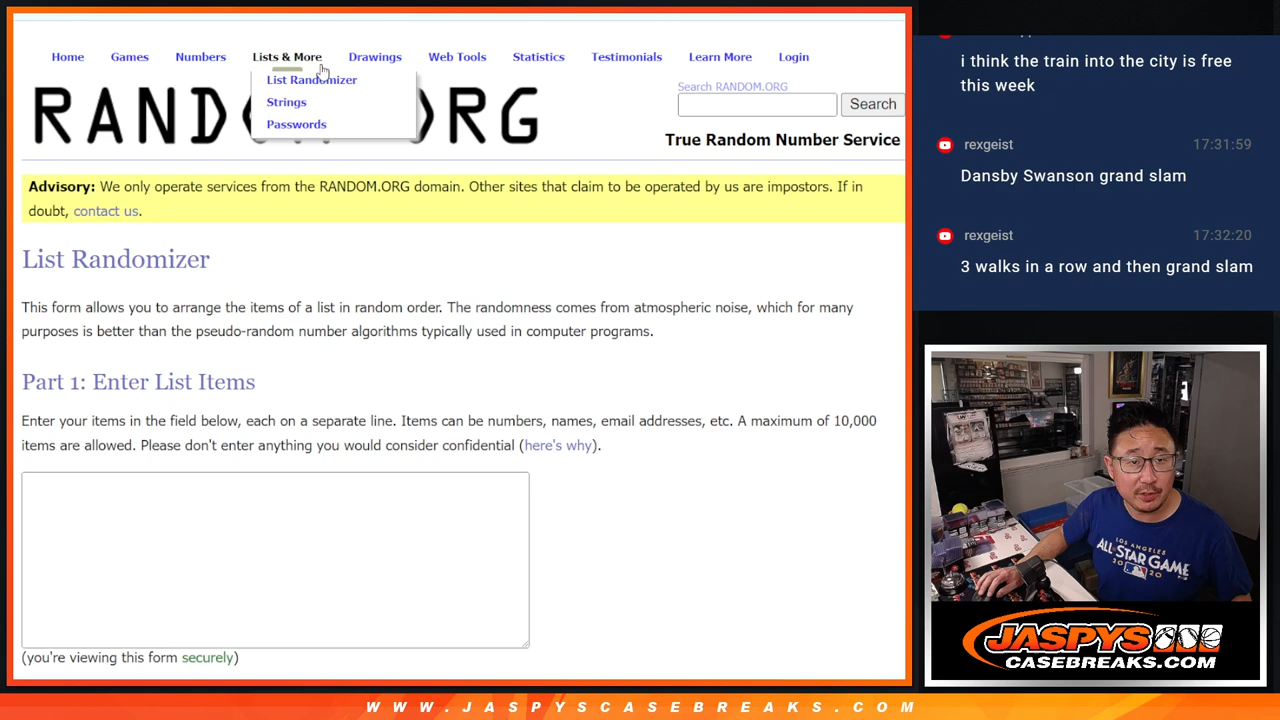 Home Games Numbers Lists & More Drawings Web Tools Statistics Testimonials Learn More Login
List Randomizer
Strings
Passwords
Search RANDOM.ORG
Search
True Random Number Service
Advisory: We only operate services from the RANDOM.ORG domain. Other sites that claim to be operated by us are impostors. If in
doubt, contact us.
List Randomizer
This form allows you to arrange the items of a list in random order. The randomness comes from atmospheric noise, which for many
purposes is better than the pseudo-random number algorithms typically used in computer programs.
Part 1: Enter List Items
Enter your items in the field below, each on a separate line. Items can be numbers, names, email addresses, etc. A maximum of 10,000
items are allowed. Please don't enter anything you would consider confidential (here's why).
(you're viewing this form securely)
i think the train into the city is free
this week
rexgeist 17:31:59
Dansby Swanson grand slam
rexgeist 17:32:20
3 walks in a row and then grand slam
LOS ANGELES
ALL-STAR GAME
2020
JASPYS
CASEBREAKS.COM
WWW.JASPYSCASEBREAKS.COM